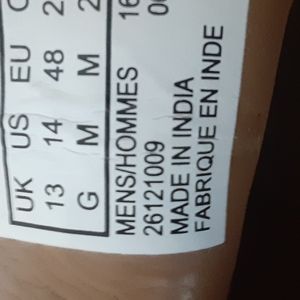 UK US EU
13 14 48
G M M
MENS/HOMMES
26121009
MADE IN INDIA
FABRIQUE EN INDE